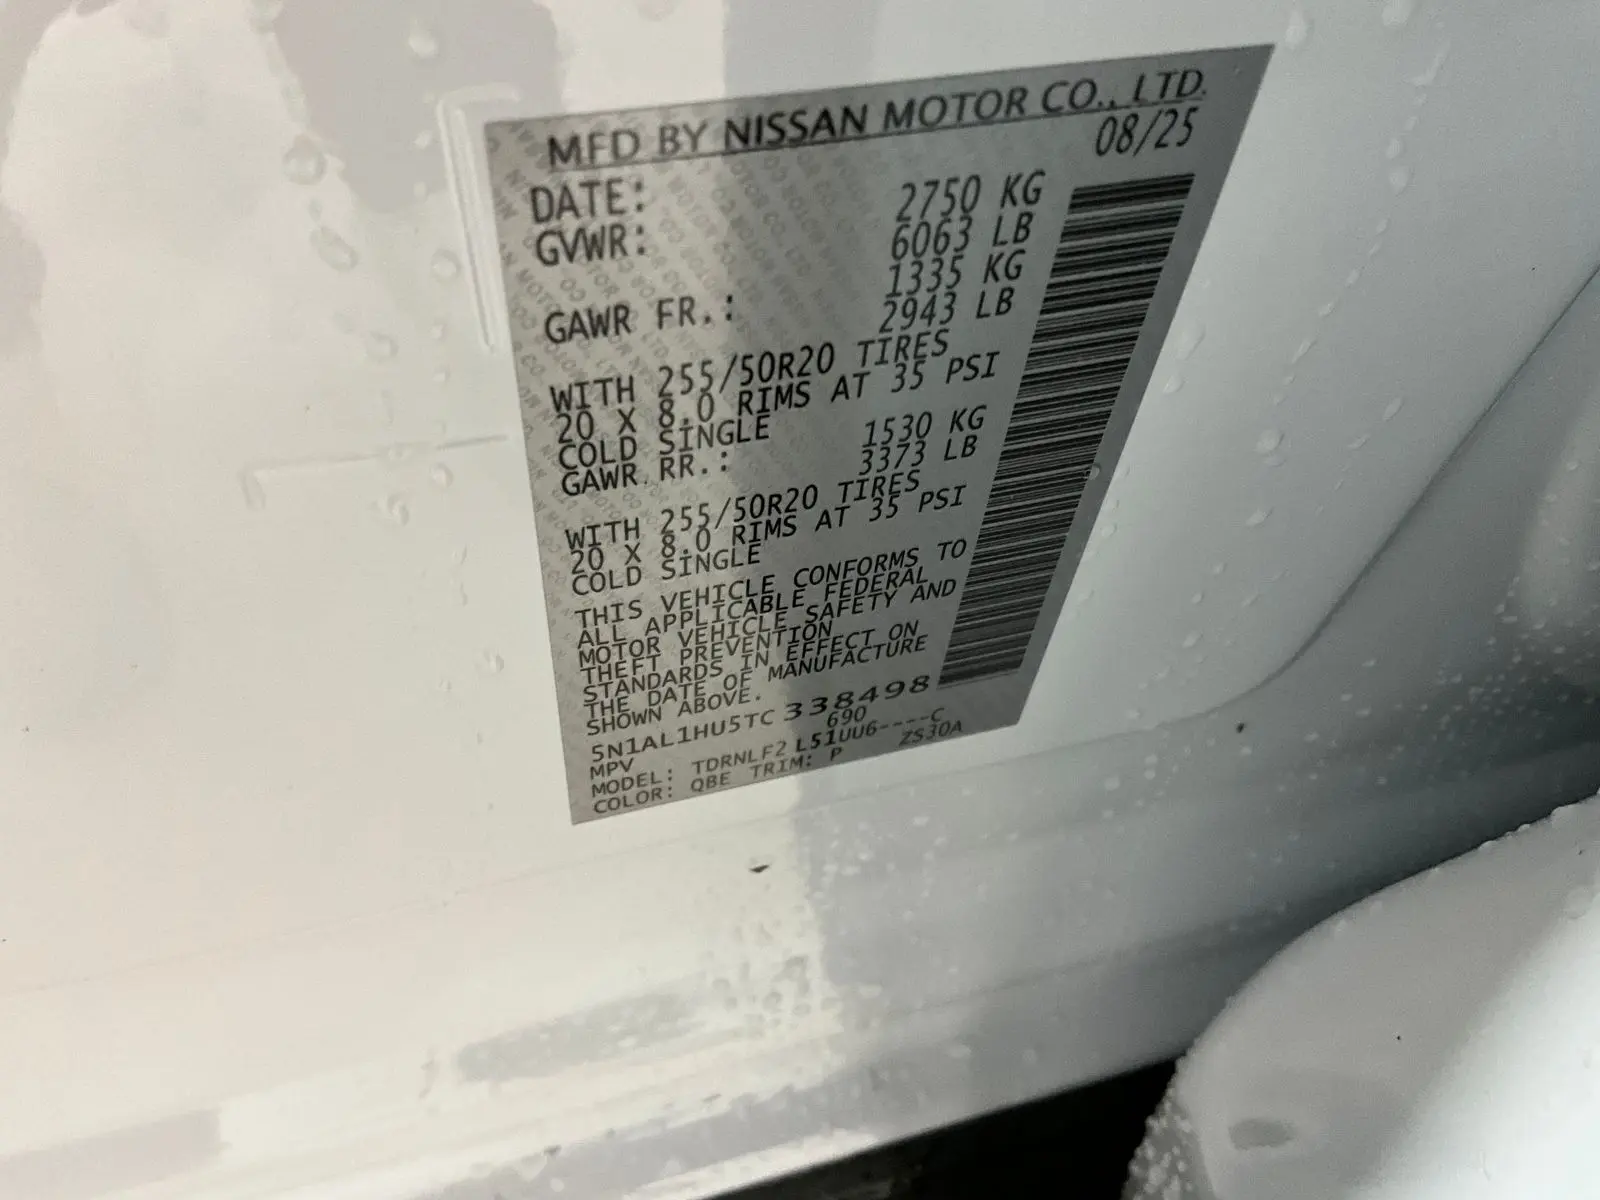 MFD BY NISSAN MOTOR CO., LTD.
DATE: 08/25
GVWR: 2750 KG
6063 LB
GAWR FR.: 1335 KG
2943 LB
WITH 255/50R20 TIRES
20 X 8.0 RIMS AT 35 PSI
COLD SINGLE
GAWR RR.: 1530 KG
3373 LB
WITH 255/50R20 TIRES
20 X 8.0 RIMS AT 35 PSI
COLD SINGLE
THIS VEHICLE CONFORMS TO
ALL APPLICABLE FEDERAL
MOTOR VEHICLE SAFETY AND
THEFT PREVENTION
STANDARDS IN EFFECT ON
THE DATE OF MANUFACTURE
SHOWN ABOVE.
5N1AL1HU5TC338498
MPV 690
MODEL: TDRNLF2 L51UU6----C
COLOR: QBE TRIM: P ZS30A